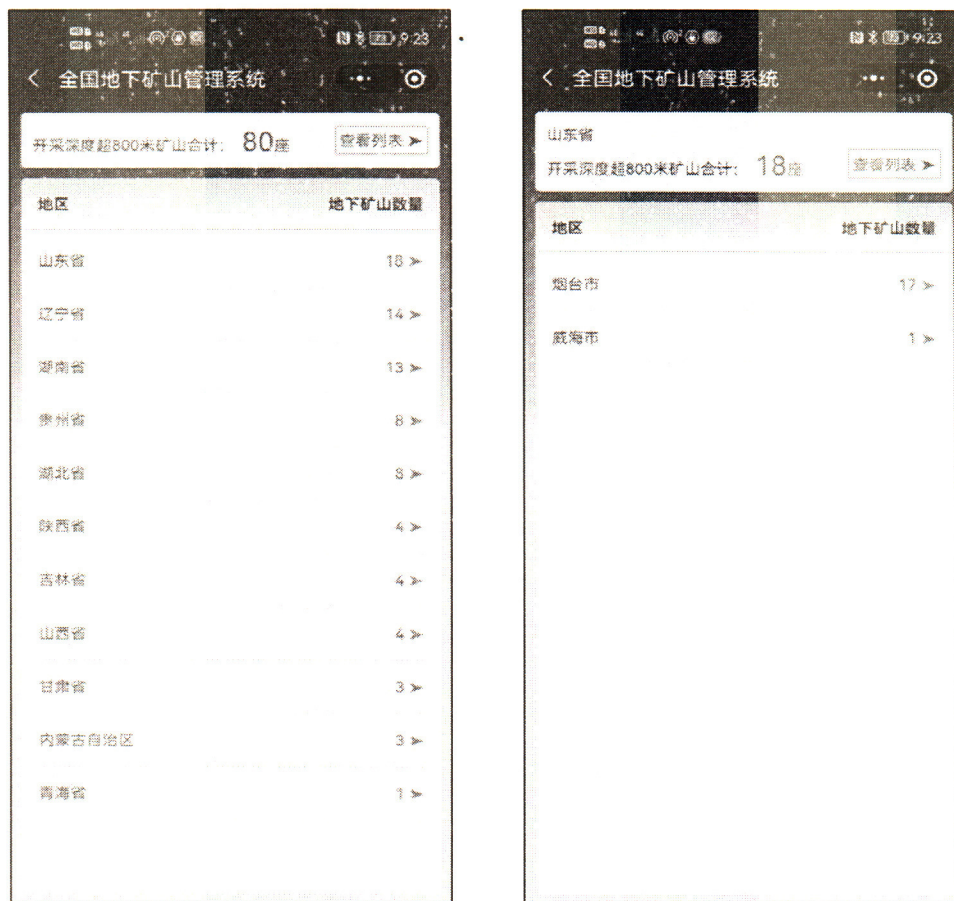 9:23
全国地下矿山管理系统
开采深度超800米矿山合计: 80座 查看列表
地区 地下矿山数量
山东省 18
辽宁省 14
湖南省 13
贵州省 8
湖北省 8
陕西省 4
吉林省 4
山西省 4
甘肃省 3
内蒙古自治区 3
青海省 1
9:23
全国地下矿山管理系统
山东省
开采深度超800米矿山合计: 18座 查看列表
地区 地下矿山数量
烟台市 17
威海市 1